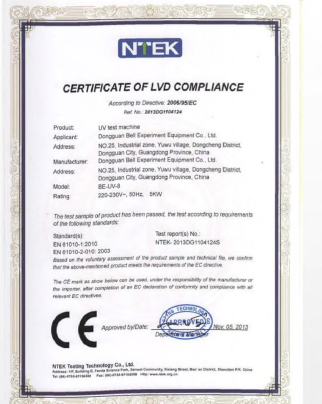 NTEK
CERTIFICATE OF LVD COMPLIANCE
According to Directive: 2006/95/EC
Ref. No.: 2013DG1104124
Product: UV test machine
Applicant: Dongguan Bell Experiment Equipment Co., Ltd.
Address: NO.25, Industrial zone, Yuwu village, Dongcheng District,
Dongguan City, Guangdong Province, China
Manufacturer: Dongguan Bell Experiment Equipment Co., Ltd.
Address: NO.25, Industrial zone, Yuwu village, Dongcheng District,
Dongguan City, Guangdong Province, China
Model: BE-UV-8
Rating: 220-230V~, 50Hz, 5KW
The test sample of product has been passed, the test according to requirements
of the following standards:
Standard(s): Test report(s) No.:
EN 61010-1:2010 NTEK- 2013DG1104124S
EN 61010-2-010: 2003
Based on the voluntary assessment of the product sample and technical file, we confirm
that the above-mentioned product meets the requirements of the EC directive.
The CE mark as show below can be used, under the responsibility of the manufacturer or
the importer, after completion of an EC declaration of conformity and compliance with all
relevant EC directives.
CE
APPROVED
Approved by/Date: Nov. 05, 2013
NTEK Testing Technology Co., Ltd.